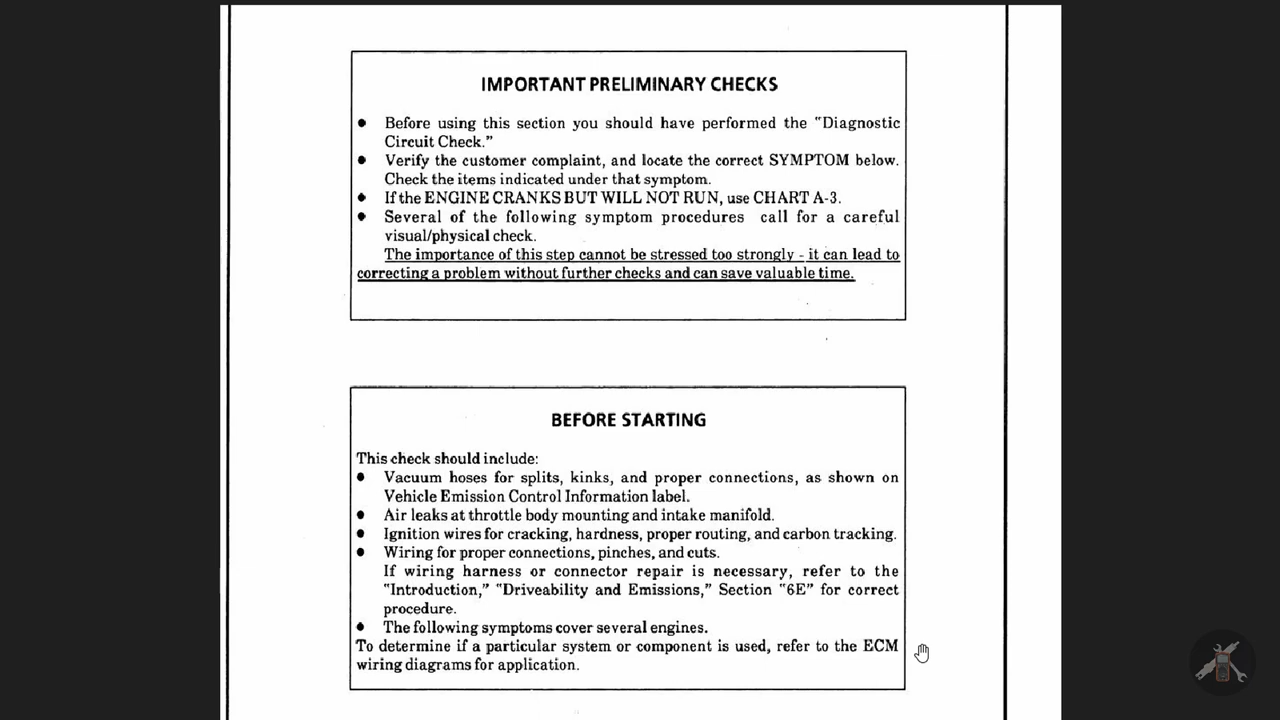 IMPORTANT PRELIMINARY CHECKS
● Before using this section you should have performed the "Diagnostic
Circuit Check."
● Verify the customer complaint, and locate the correct SYMPTOM below.
Check the items indicated under that symptom.
● If the ENGINE CRANKS BUT WILL NOT RUN, use CHART A-3.
● Several of the following symptom procedures call for a careful
visual/physical check.
The importance of this step cannot be stressed too strongly - it can lead to
correcting a problem without further checks and can save valuable time.
BEFORE STARTING
This check should include:
● Vacuum hoses for splits, kinks, and proper connections, as shown on
Vehicle Emission Control Information label.
● Air leaks at throttle body mounting and intake manifold.
● Ignition wires for cracking, hardness, proper routing, and carbon tracking.
● Wiring for proper connections, pinches, and cuts.
If wiring harness or connector repair is necessary, refer to the
"Introduction," "Driveability and Emissions," Section "6E" for correct
procedure.
● The following symptoms cover several engines.
To determine if a particular system or component is used, refer to the ECM
wiring diagrams for application.